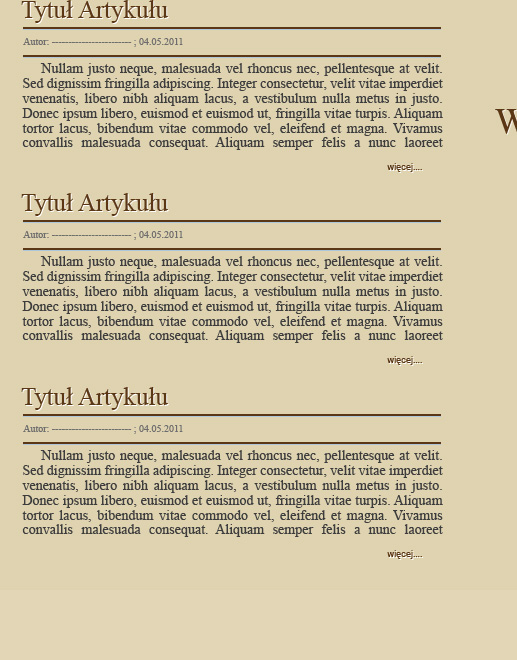 Tytuł Artykułu
Autor: ------------------------ ; 04.05.2011
Nullam justo neque, malesuada vel rhoncus nec, pellentesque at velit.
Sed dignissim fringilla adipiscing. Integer consectetur, velit vitae imperdiet
venenatis, libero nibh aliquam lacus, a vestibulum nulla metus in justo.
Donec ipsum libero, euismod et euismod ut, fringilla vitae turpis. Aliquam
tortor lacus, bibendum vitae commodo vel, eleifend et magna. Vivamus
convallis malesuada consequat. Aliquam semper felis a nunc laoreet
więcej....
Tytuł Artykułu
Autor: ------------------------ ; 04.05.2011
Nullam justo neque, malesuada vel rhoncus nec, pellentesque at velit.
Sed dignissim fringilla adipiscing. Integer consectetur, velit vitae imperdiet
venenatis, libero nibh aliquam lacus, a vestibulum nulla metus in justo.
Donec ipsum libero, euismod et euismod ut, fringilla vitae turpis. Aliquam
tortor lacus, bibendum vitae commodo vel, eleifend et magna. Vivamus
convallis malesuada consequat. Aliquam semper felis a nunc laoreet
więcej....
Tytuł Artykułu
Autor: ------------------------ ; 04.05.2011
Nullam justo neque, malesuada vel rhoncus nec, pellentesque at velit.
Sed dignissim fringilla adipiscing. Integer consectetur, velit vitae imperdiet
venenatis, libero nibh aliquam lacus, a vestibulum nulla metus in justo.
Donec ipsum libero, euismod et euismod ut, fringilla vitae turpis. Aliquam
tortor lacus, bibendum vitae commodo vel, eleifend et magna. Vivamus
convallis malesuada consequat. Aliquam semper felis a nunc laoreet
więcej....